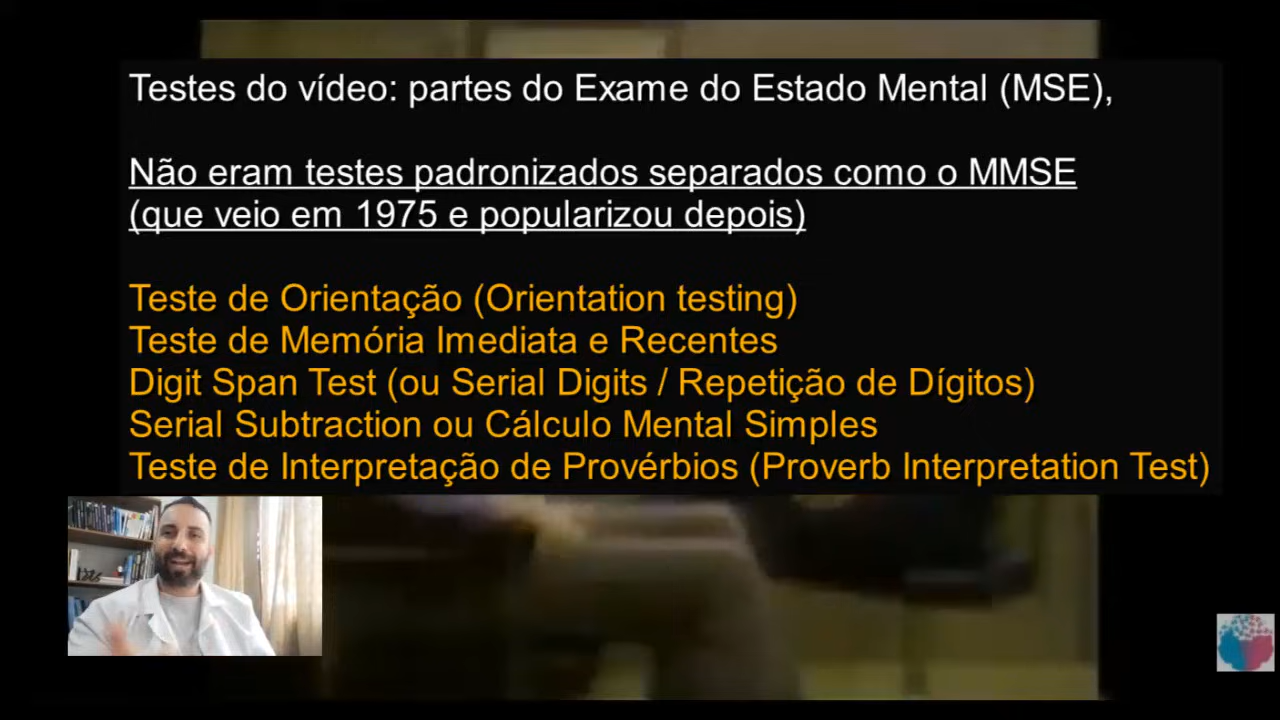 Testes do vídeo: partes do Exame do Estado Mental (MSE),
Não eram testes padronizados separados como o MMSE
(que veio em 1975 e popularizou depois)
Teste de Orientação (Orientation testing)
Teste de Memória Imediata e Recentes
Digit Span Test (ou Serial Digits / Repetição de Dígitos)
Serial Subtraction ou Cálculo Mental Simples
Teste de Interpretação de Provérbios (Proverb Interpretation Test)